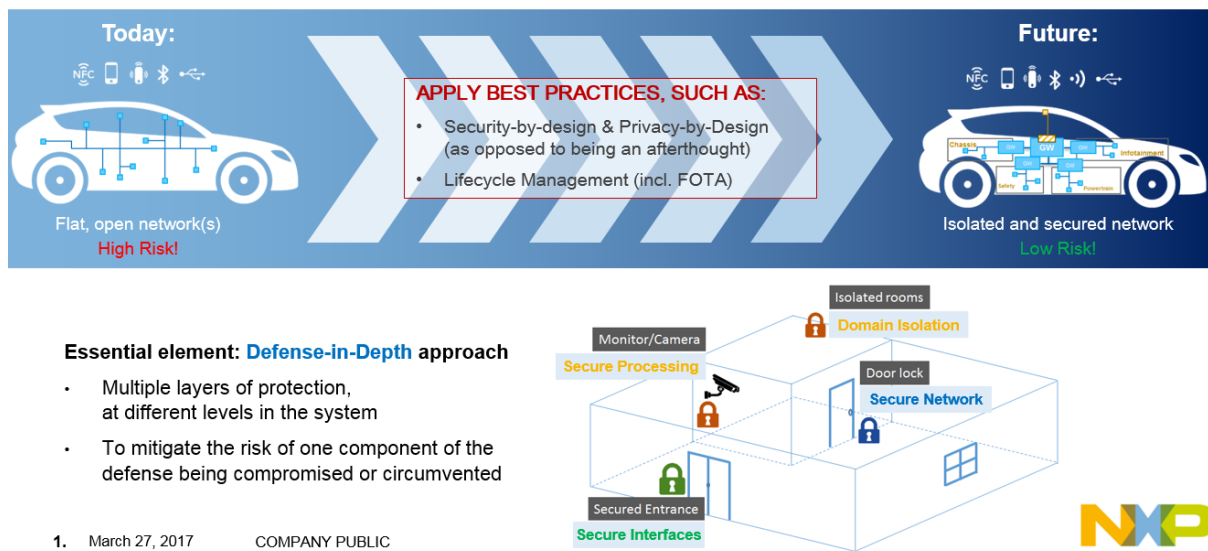 Today:
NFC
Flat, open network(s)
High Risk!
APPLY BEST PRACTICES, SUCH AS:
• Security-by-design & Privacy-by-Design
(as opposed to being an afterthought)
• Lifecycle Management (incl. FOTA)
Future:
NFC
Chassis
GW
GW
GW
Infotainment
GW
GW
Safety
Powertrain
Isolated and secured network
Low Risk!
Essential element: Defense-in-Depth approach
• Multiple layers of protection,
at different levels in the system
• To mitigate the risk of one component of the
defense being compromised or circumvented
Isolated rooms
Domain Isolation
Monitor/Camera
Secure Processing
Door lock
Secure Network
Secured Entrance
Secure Interfaces
1. March 27, 2017 COMPANY PUBLIC
NXP